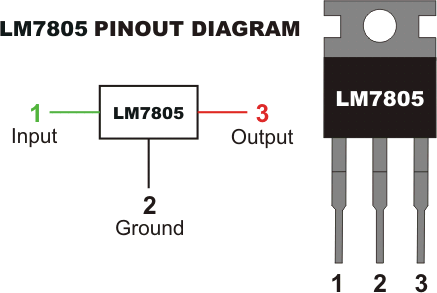 LM7805 PINOUT DIAGRAM
1
Input
LM7805
3
Output
2
Ground
LM7805
1 2 3